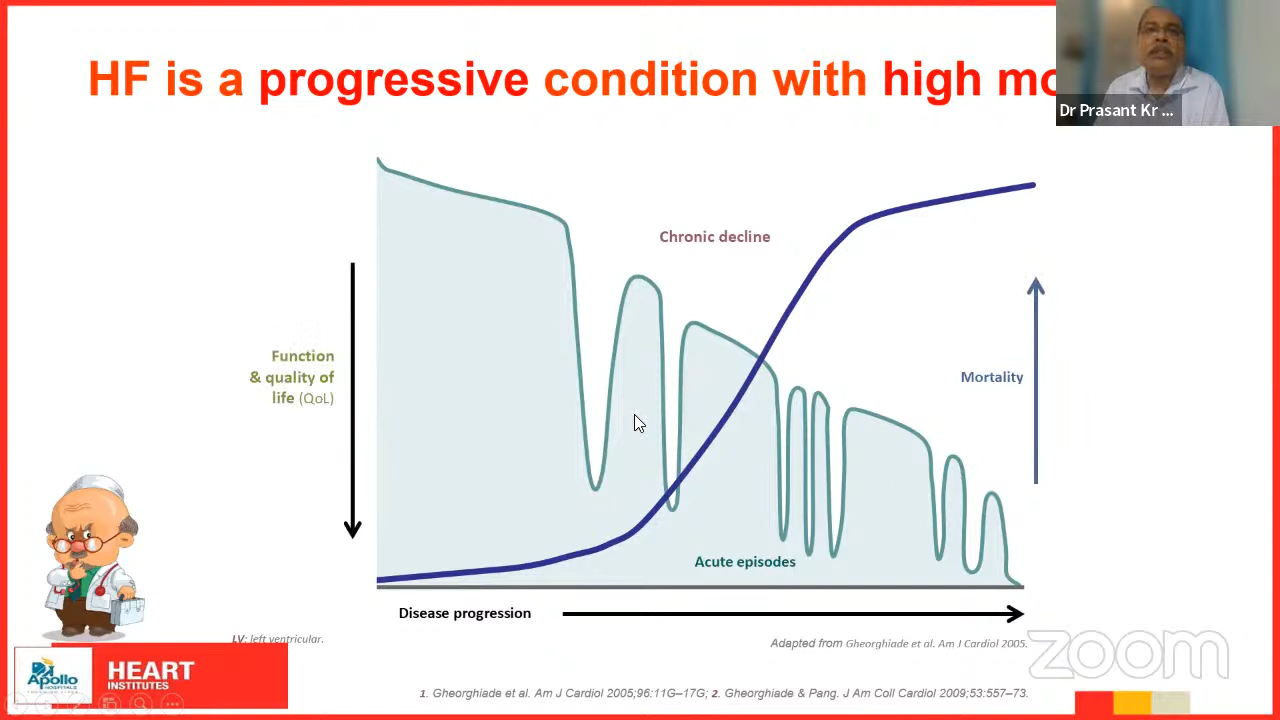 HF is a progressive condition with high mo
Dr Prasant Kr ...
Chronic decline
Function
& quality of
life (QoL)
Mortality
Acute episodes
Disease progression
LV: left ventricular.
Adapted from Gheorghiade et al. Am J Cardiol 2005.
zoom
Apollo
HOSPITALS
HEART
INSTITUTES
1. Gheorghiade et al. Am J Cardiol 2005;96:11G–17G; 2. Gheorghiade & Pang. J Am Coll Cardiol 2009;53:557–73.